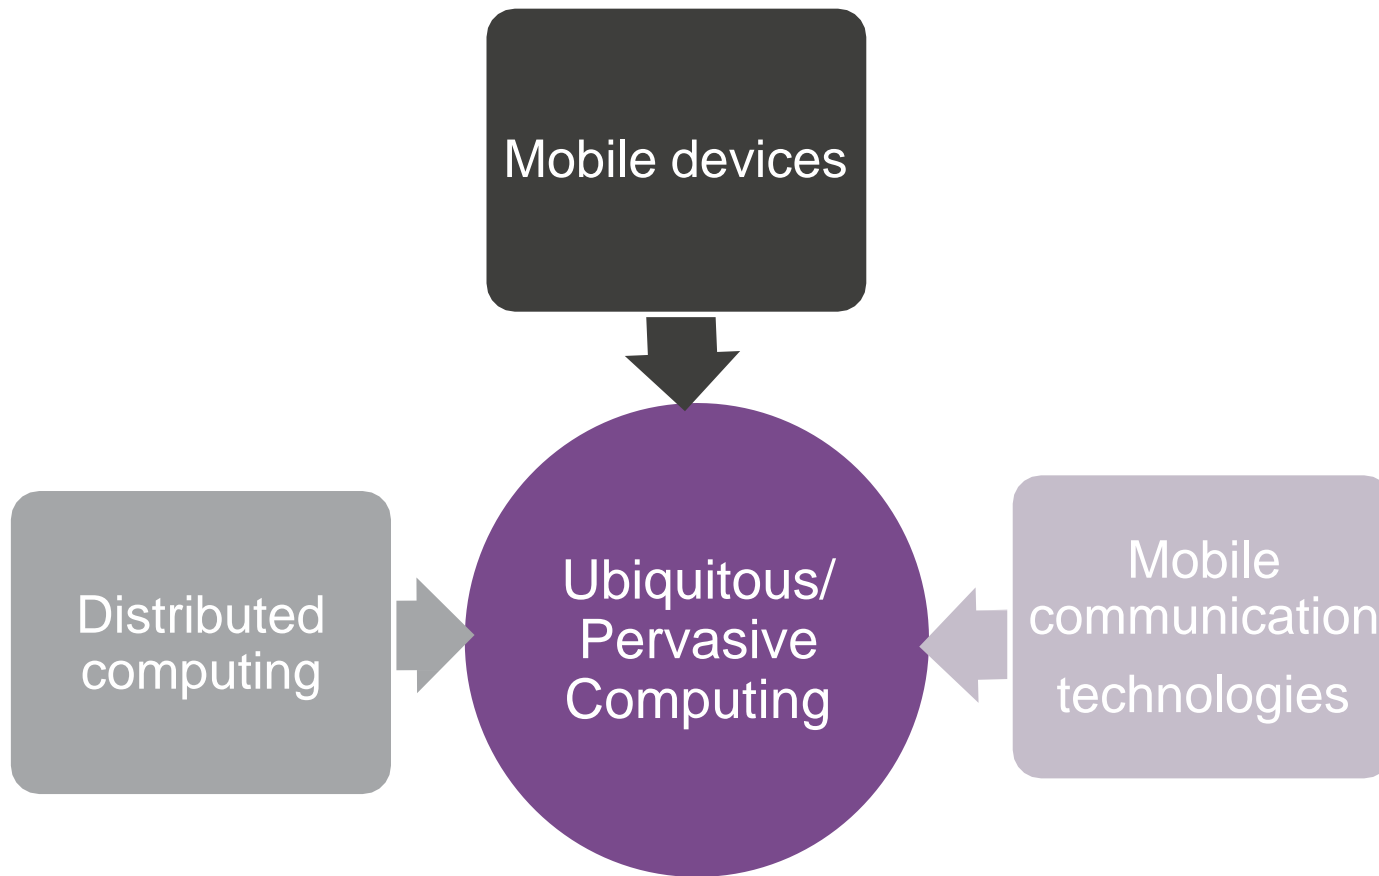 Mobile devices
Distributed
computing
Ubiquitous/
Pervasive
Computing
Mobile
communication
technologies